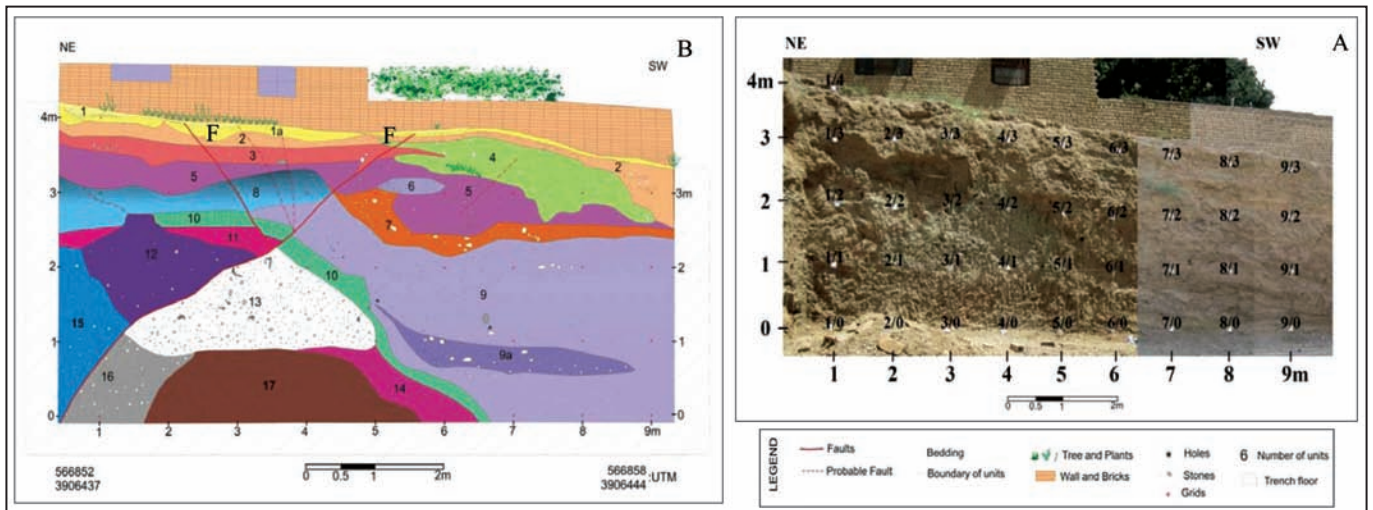 NE
B
SW
4m
3
2
1
0
3m
2
1
0
1
1a
2
F
F
3
4
2
5
8
6
5
10
7
11
12
10
9
13
9a
15
16
17
14
1 2 3 4 5 6 7 8 9m
566852
3906437
0 0.5 1 2m
566858
3906444 :UTM
NE
SW
A
4m
3
2
1
0
1/4
1/3 2/3 3/3 4/3 5/3 6/3 7/3 8/3 9/3
1/2 2/2 3/2 4/2 5/2 6/2 7/2 8/2 9/2
1/1 2/1 3/1 4/1 5/1 6/1 7/1 8/1 9/1
1/0 2/0 3/0 4/0 5/0 6/0 7/0 8/0 9/0
1 2 3 4 5 6 7 8 9m
0 0.5 1 2m
LEGEND
Faults
Probable Fault
Bedding
Boundary of units
/ Tree and Plants
Wall and Bricks
Holes
Stones
Grids
6 Number of units
Trench floor